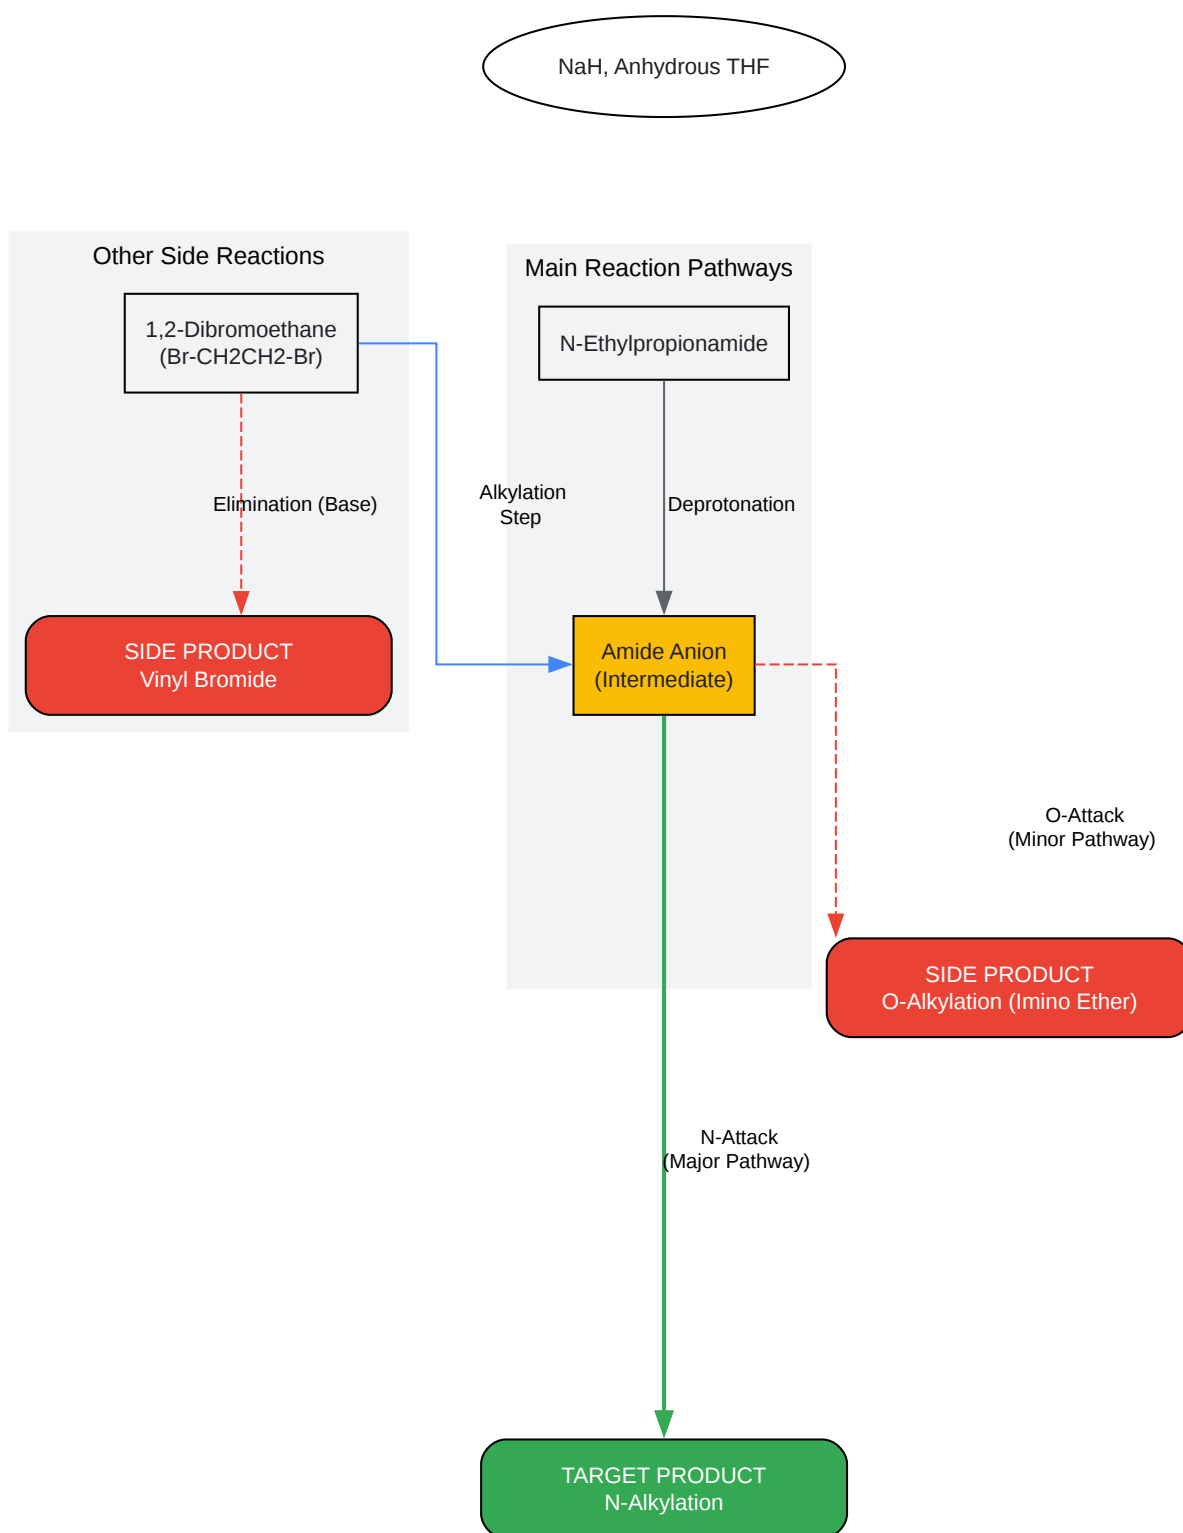 NaH, Anhydrous THF
Other Side Reactions
1,2-Dibromoethane
(Br-CH2CH2-Br)
Main Reaction Pathways
N-Ethylpropionamide
Elimination (Base)
Alkylation
Step
Deprotonation
SIDE PRODUCT
Vinyl Bromide
Amide Anion
(Intermediate)
O-Attack
(Minor Pathway)
SIDE PRODUCT
O-Alkylation (Imino Ether)
N-Attack
(Major Pathway)
TARGET PRODUCT
N-Alkylation